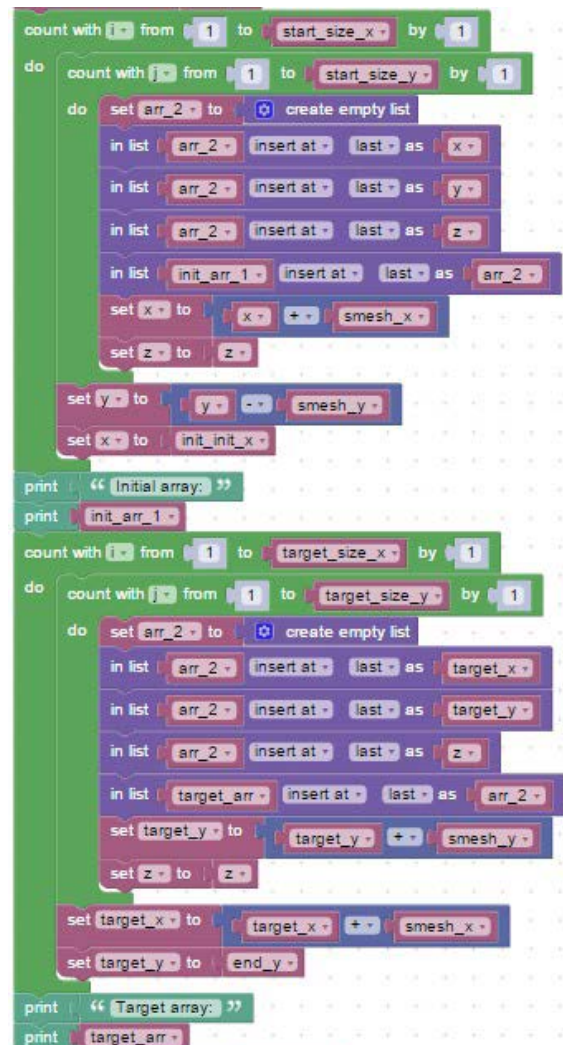 count with i from 1 to start_size_x by 1
do count with j from 1 to start_size_y by 1
do set arr_2 to create empty list
in list arr_2 insert at last as x
in list arr_2 insert at last as y
in list arr_2 insert at last as z
in list init_arr_1 insert at last as arr_2
set x to x + smesh_x
set z to z
set y to y - smesh_y
set x to init_init_x
print “ Initial array: ”
print init_arr_1
count with i from 1 to target_size_x by 1
do count with j from 1 to target_size_y by 1
do set arr_2 to create empty list
in list arr_2 insert at last as target_x
in list arr_2 insert at last as target_y
in list arr_2 insert at last as z
in list target_arr insert at last as arr_2
set target_y to target_y + smesh_y
set z to z
set target_x to target_x + smesh_x
set target_y to end_y
print “ Target array: ”
print target_arr